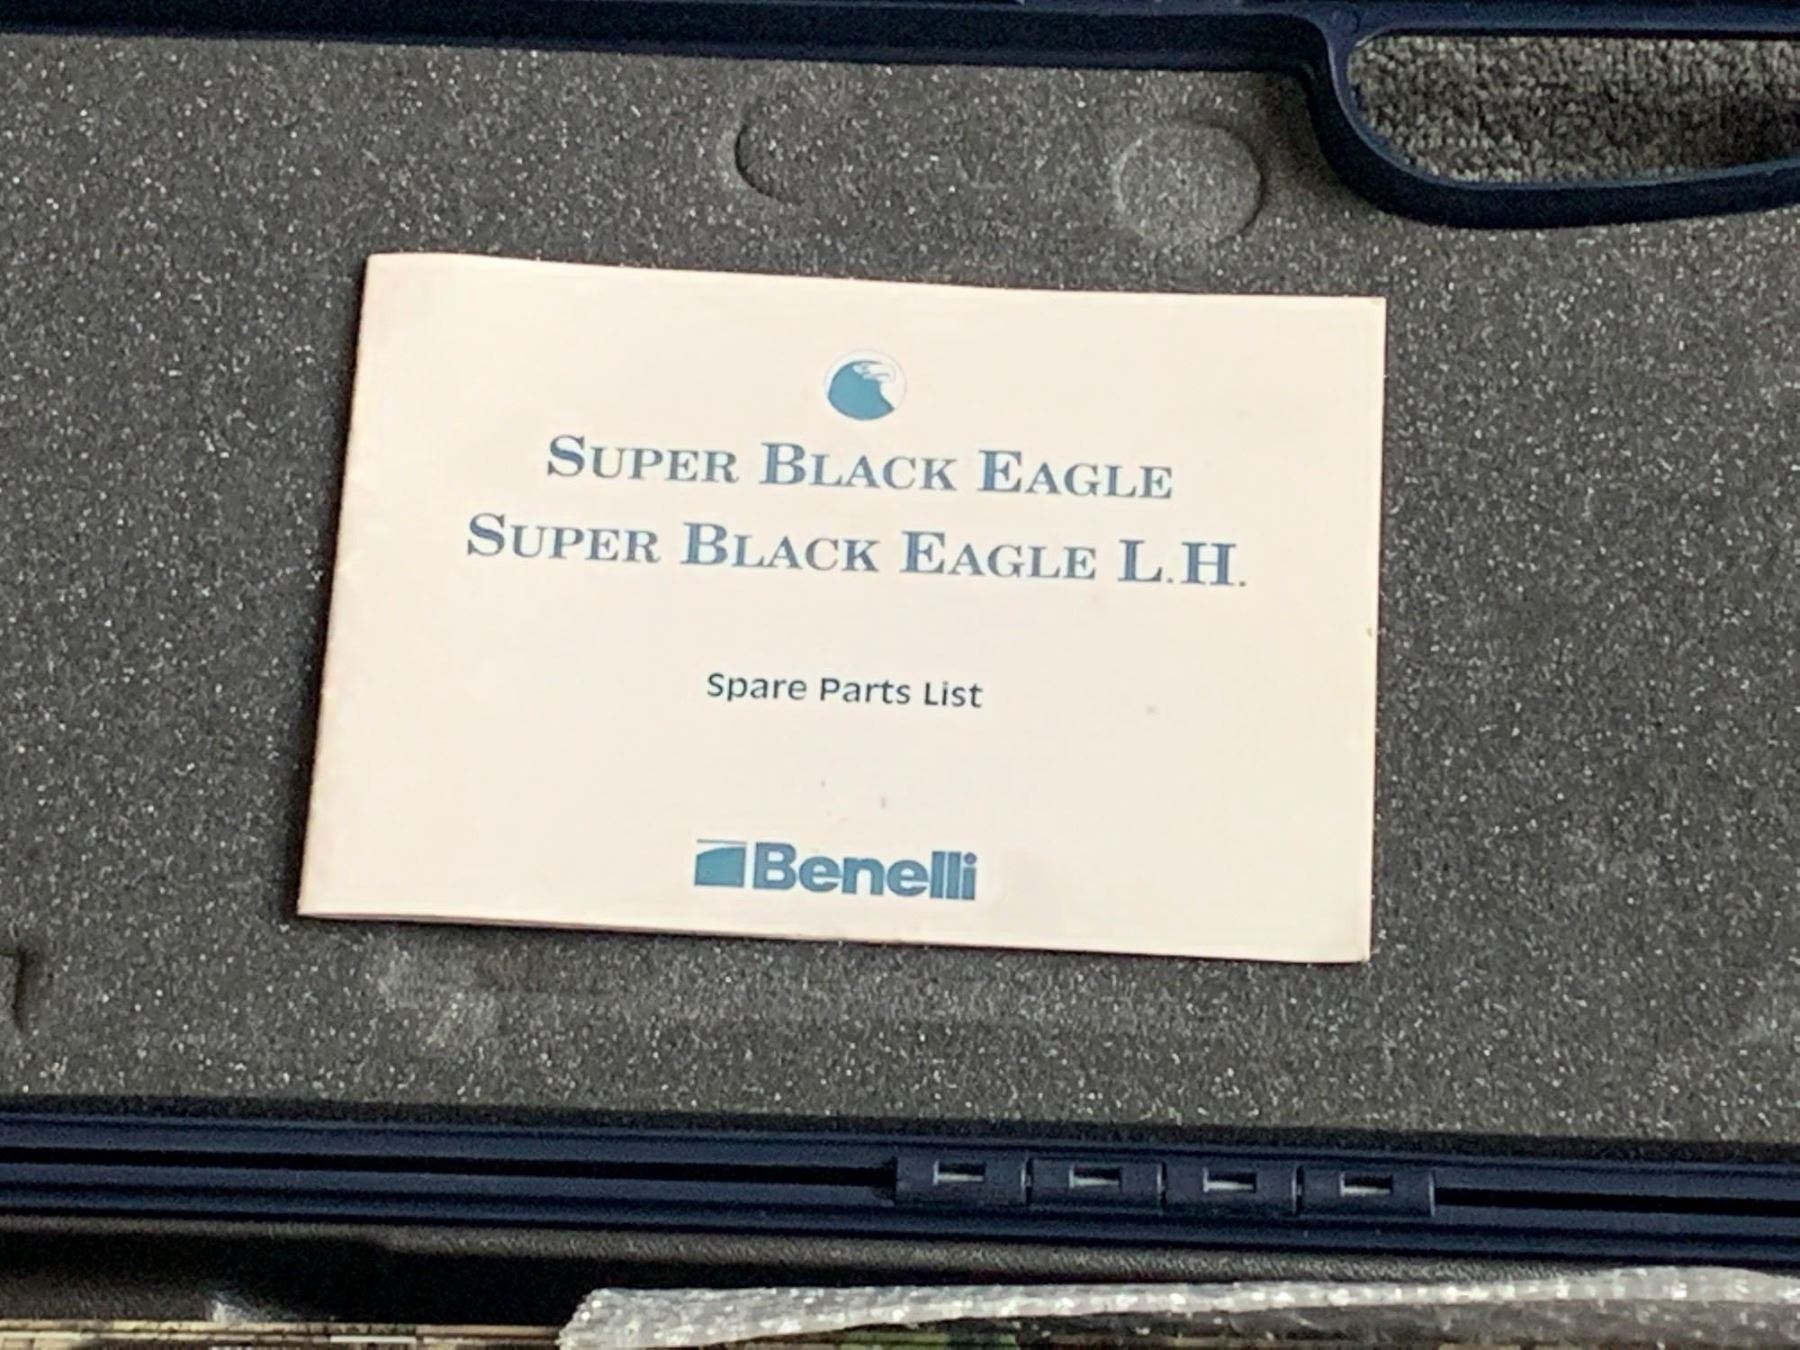 Super Black Eagle
Super Black Eagle L.H.
Spare Parts List
Benelli